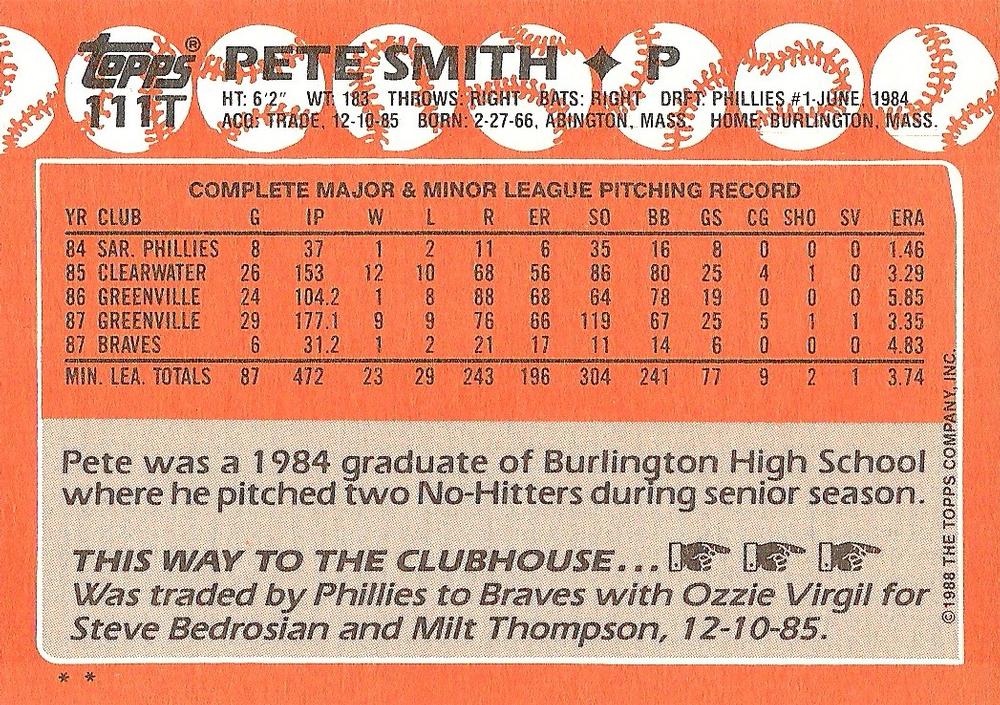 topps®
111T
PETE SMITH ♦ P
HT: 6'2" WT: 183 THROWS: RIGHT BATS: RIGHT DRFT: PHILLIES #1-JUNE, 1984
ACQ: TRADE, 12-10-85 BORN: 2-27-66, ABINGTON, MASS. HOME: BURLINGTON, MASS.
COMPLETE MAJOR & MINOR LEAGUE PITCHING RECORD
YR CLUB G IP W L R ER SO BB GS CG SHO SV ERA
84 SAR. PHILLIES 8 37 1 2 11 6 35 16 8 0 0 0 1.46
85 CLEARWATER 26 153 12 10 68 56 86 80 25 4 1 0 3.29
86 GREENVILLE 24 104.2 1 8 88 68 64 78 19 0 0 0 5.85
87 GREENVILLE 29 177.1 9 9 76 66 119 67 25 5 1 1 3.35
87 BRAVES 6 31.2 1 2 21 17 11 14 6 0 0 0 4.83
MIN. LEA. TOTALS 87 472 23 29 243 196 304 241 77 9 2 1 3.74
Pete was a 1984 graduate of Burlington High School
where he pitched two No-Hitters during senior season.
THIS WAY TO THE CLUBHOUSE...
Was traded by Phillies to Braves with Ozzie Virgil for
Steve Bedrosian and Milt Thompson, 12-10-85.
©1988 THE TOPPS COMPANY, INC.
* *